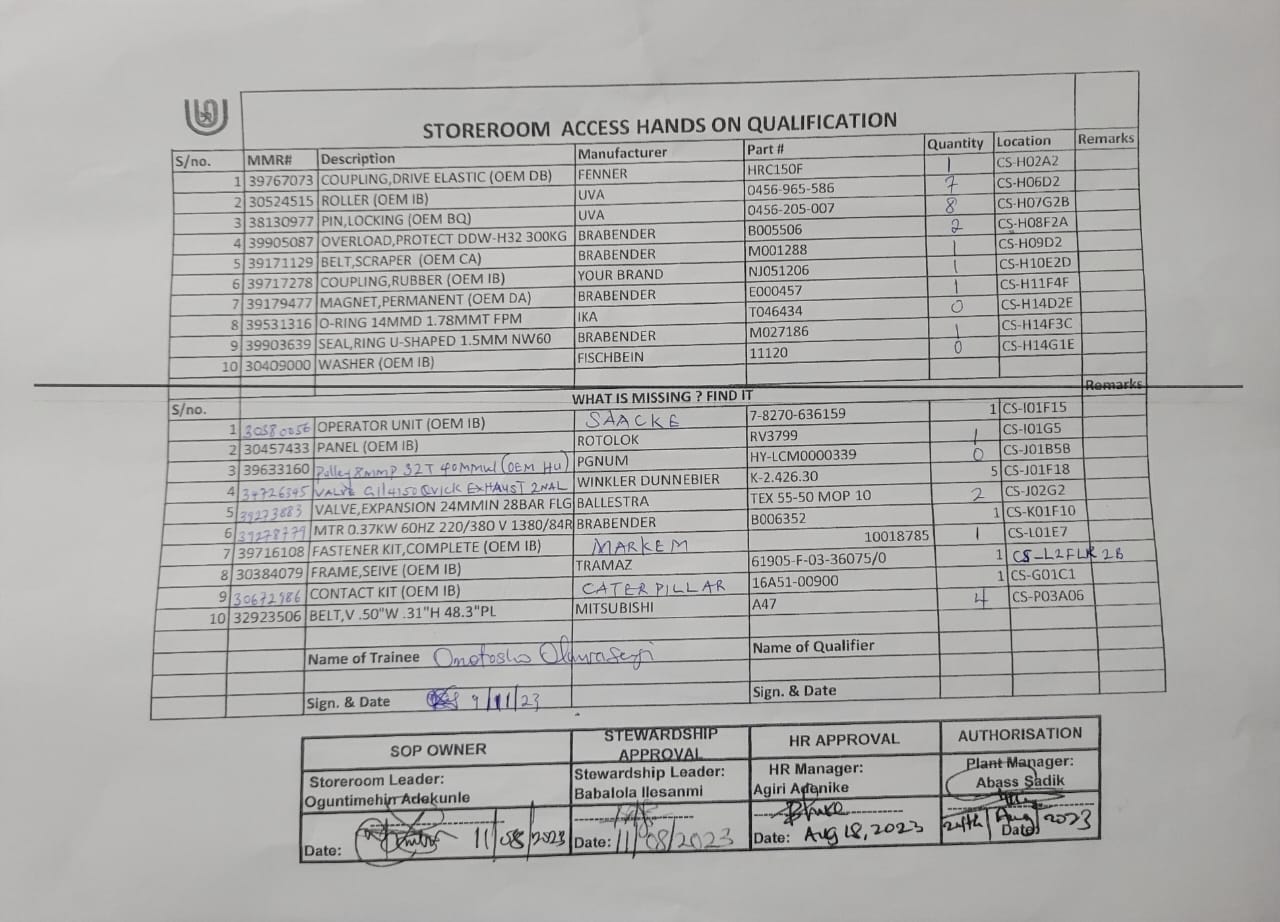 STOREROOM ACCESS HANDS ON QUALIFICATION
S/no. MMR# Description Manufacturer Part # Quantity Location Remarks
1 39767073 COUPLING,DRIVE ELASTIC (OEM DB) FENNER HRC150F 1 CS-H02A2
2 30524515 ROLLER (OEM IB) UVA 0456-965-586 7 CS-H06D2
3 38130977 PIN,LOCKING (OEM BQ) UVA 0456-205-007 8 CS-H07G2B
4 39905087 OVERLOAD,PROTECT DDW-H32 300KG BRABENDER B005506 2 CS-H08F2A
5 39171129 BELT,SCRAPER (OEM CA) BRABENDER M001288 1 CS-H09D2
6 39717278 COUPLING,RUBBER (OEM IB) YOUR BRAND NJ051206 1 CS-H10E2D
7 39179477 MAGNET,PERMANENT (OEM DA) BRABENDER E000457 1 CS-H11F4F
8 39531316 O-RING 14MMD 1.78MMT FPM IKA T046434 0 CS-H14D2E
9 39903639 SEAL,RING U-SHAPED 1.5MM NW60 BRABENDER M027186 1 CS-H14F3C
10 30409000 WASHER (OEM IB) FISCHBEIN 11120 0 CS-H14G1E
WHAT IS MISSING ? FIND IT Remarks
S/no.
1 30580056 OPERATOR UNIT (OEM IB) SAACKE 7-8270-636159 1 CS-I01F15
2 30457433 PANEL (OEM IB) ROTOLOK RV3799 1 CS-I01G5
3 39633160 Pulley 8mmp 32T 40mmwl (OEM HU) PGNUM HY-LCM0000339 0 CS-J01B5B
4 34726345 VALVE G1/4150 QVICK EXHAUST 2NAL WINKLER DUNNEBIER K-2.426.30 5 CS-J01F18
5 39273883 VALVE,EXPANSION 24MMIN 28BAR FLG BALLESTRA TEX 55-50 MOP 10 2 CS-J02G2
6 39278779 MTR 0.37KW 60HZ 220/380 V 1380/84R BRABENDER B006352 1 CS-K01F10
7 39716108 FASTENER KIT,COMPLETE (OEM IB) MARKEM 10018785 1 CS-L01E7
8 30384079 FRAME,SEIVE (OEM IB) TRAMAZ 61905-F-03-36075/0 1 CS-L2FLR2B
9 30672986 CONTACT KIT (OEM IB) CATERPILLAR 16A51-00900 1 CS-G01C1
10 32923506 BELT,V .50"W .31"H 48.3"PL MITSUBISHI A47 4 CS-P03A06
Name of Trainee Omotosho Oluwaseyi Name of Qualifier
Sign. & Date 9/11/23 Sign. & Date
SOP OWNER STEWARDSHIP APPROVAL HR APPROVAL AUTHORISATION
Storeroom Leader: Stewardship Leader: HR Manager: Plant Manager:
Oguntimehin Adekunle Babalola Ilesanmi Agiri Adenike Abass Sadik
Date: 11/08/2023 Date: 11/08/2023 Date: Aug 18, 2023 24th/Aug/2023 Date